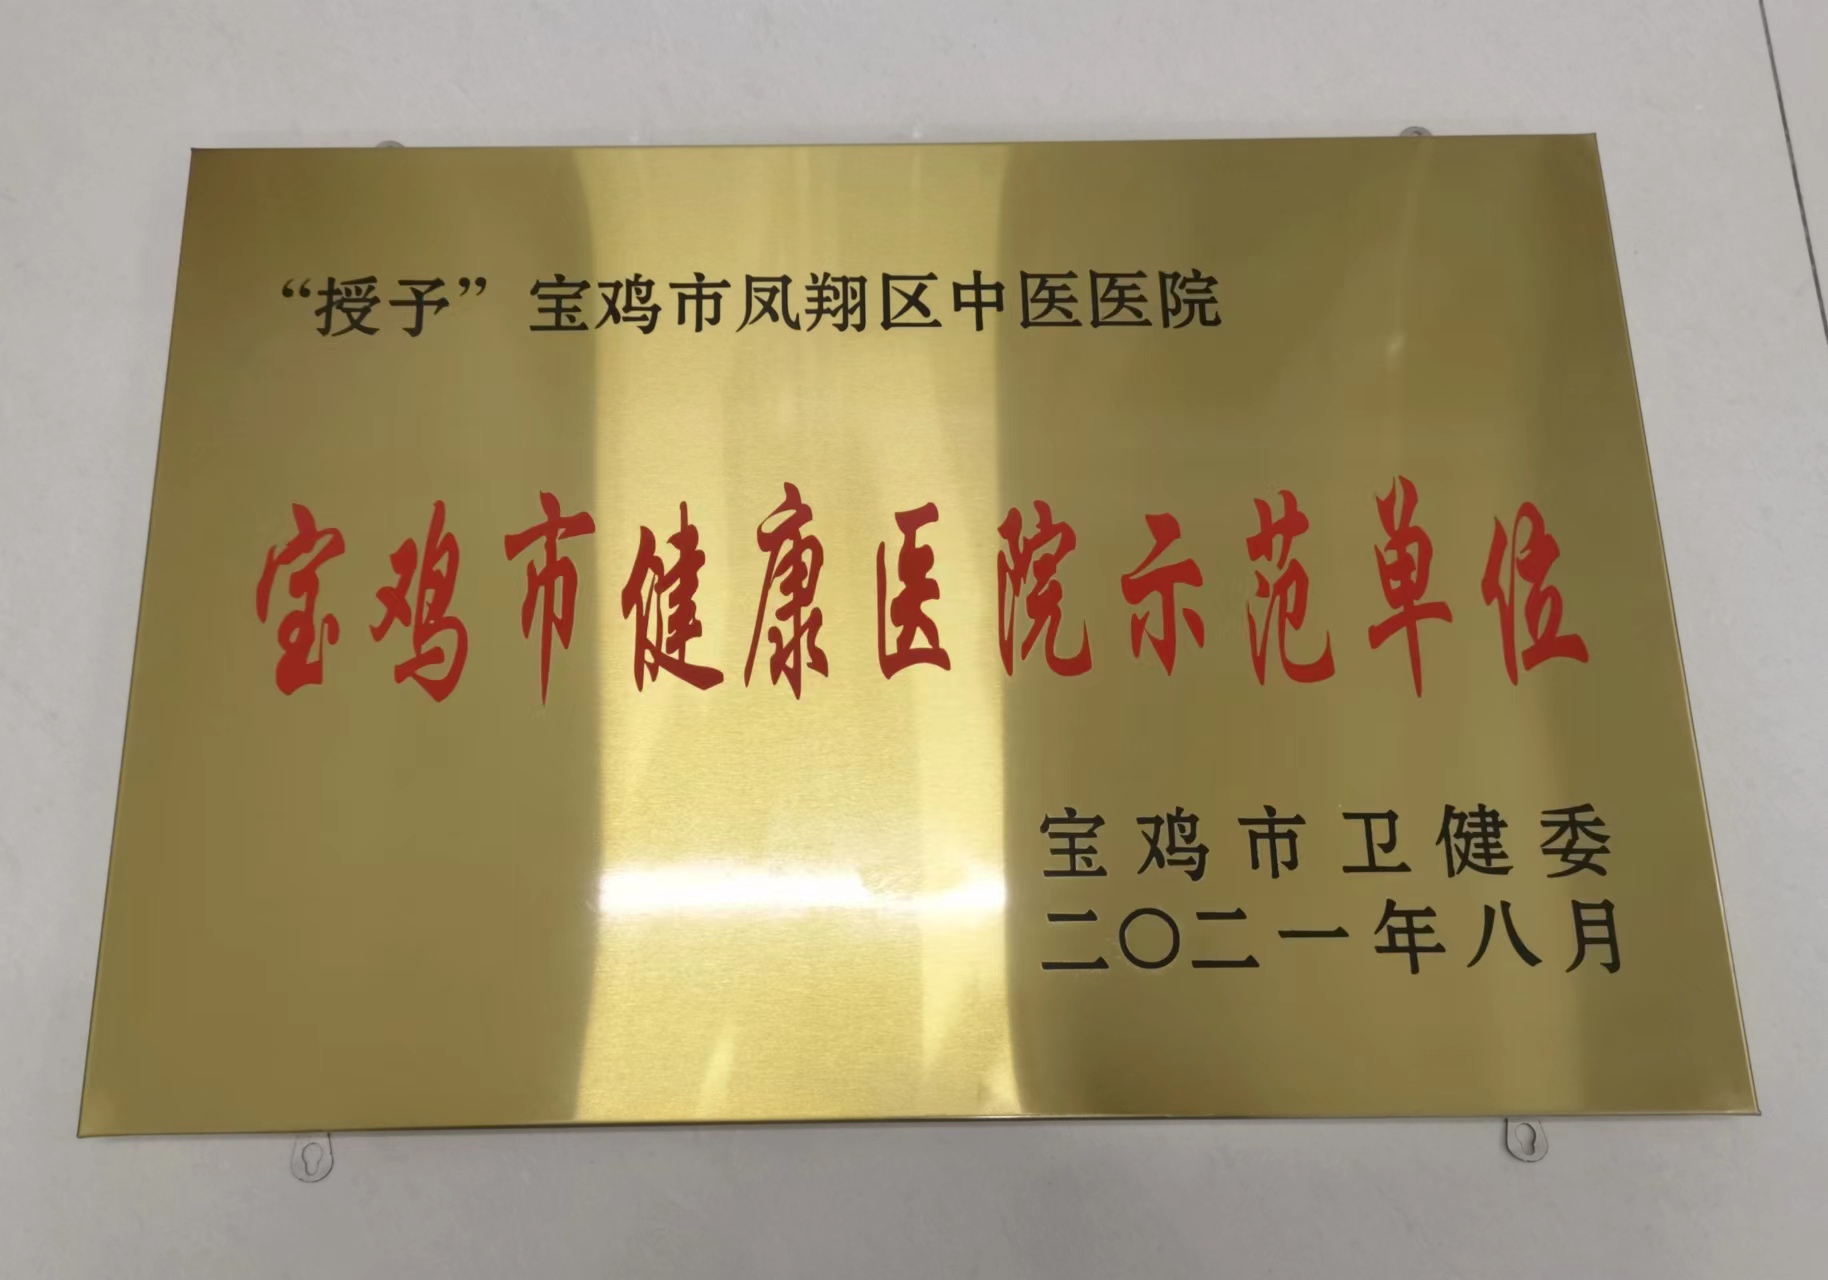 “授予”宝鸡市凤翔区中医医院
宝鸡市健康医院示范单位
宝鸡市卫健委
二〇二一年八月